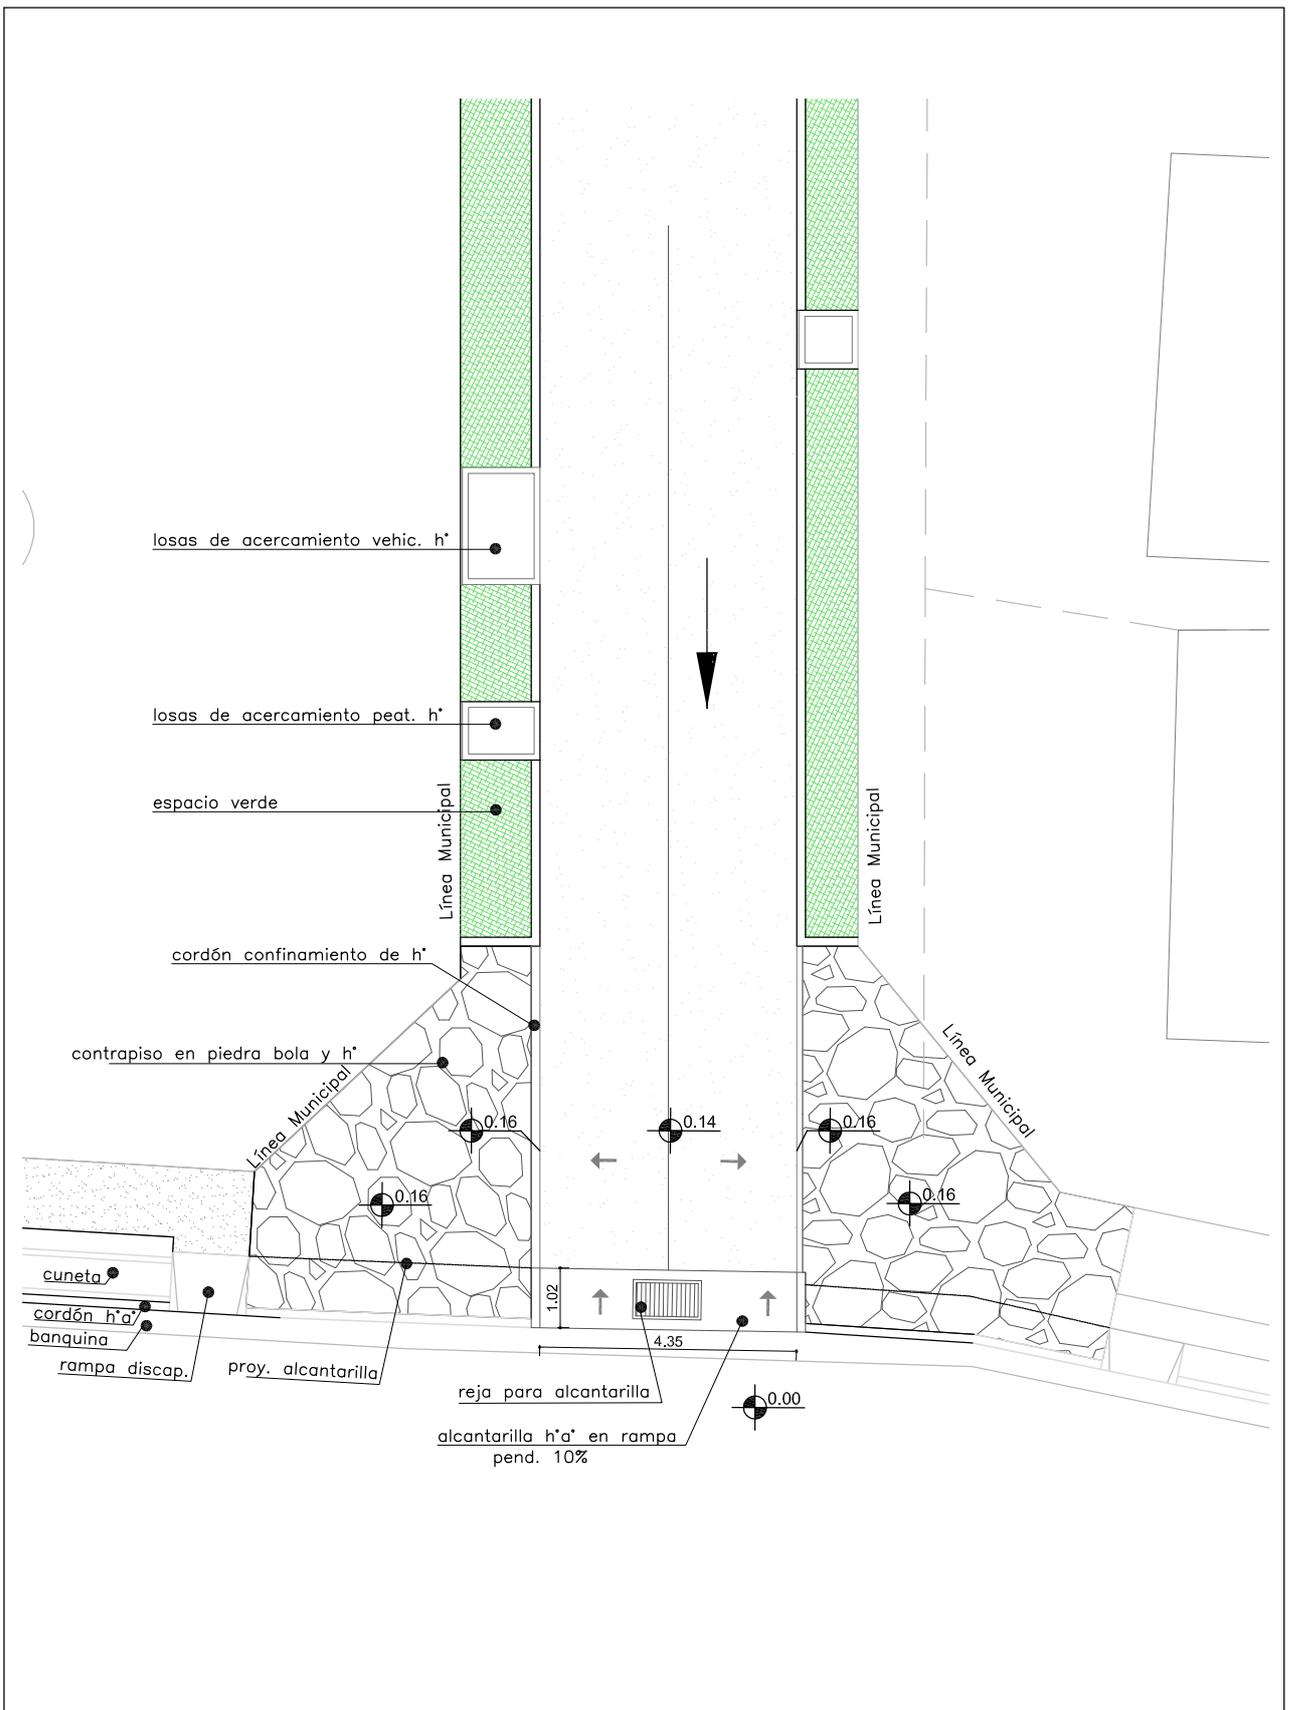 losas de acercamiento vehic. h°
losas de acercamiento peat. h°
espacio verde
Línea Municipal
Línea Municipal
cordón confinamiento de h°
contrapiso en piedra bola y h°
Línea Municipal
Línea Municipal
0.16
0.14
0.16
0.16
0.16
cuneta
cordón h°a°
banquina
rampa discap.
proy. alcantarilla
1.02
4.35
reja para alcantarilla
0.00
alcantarilla h°a° en rampa
pend. 10%